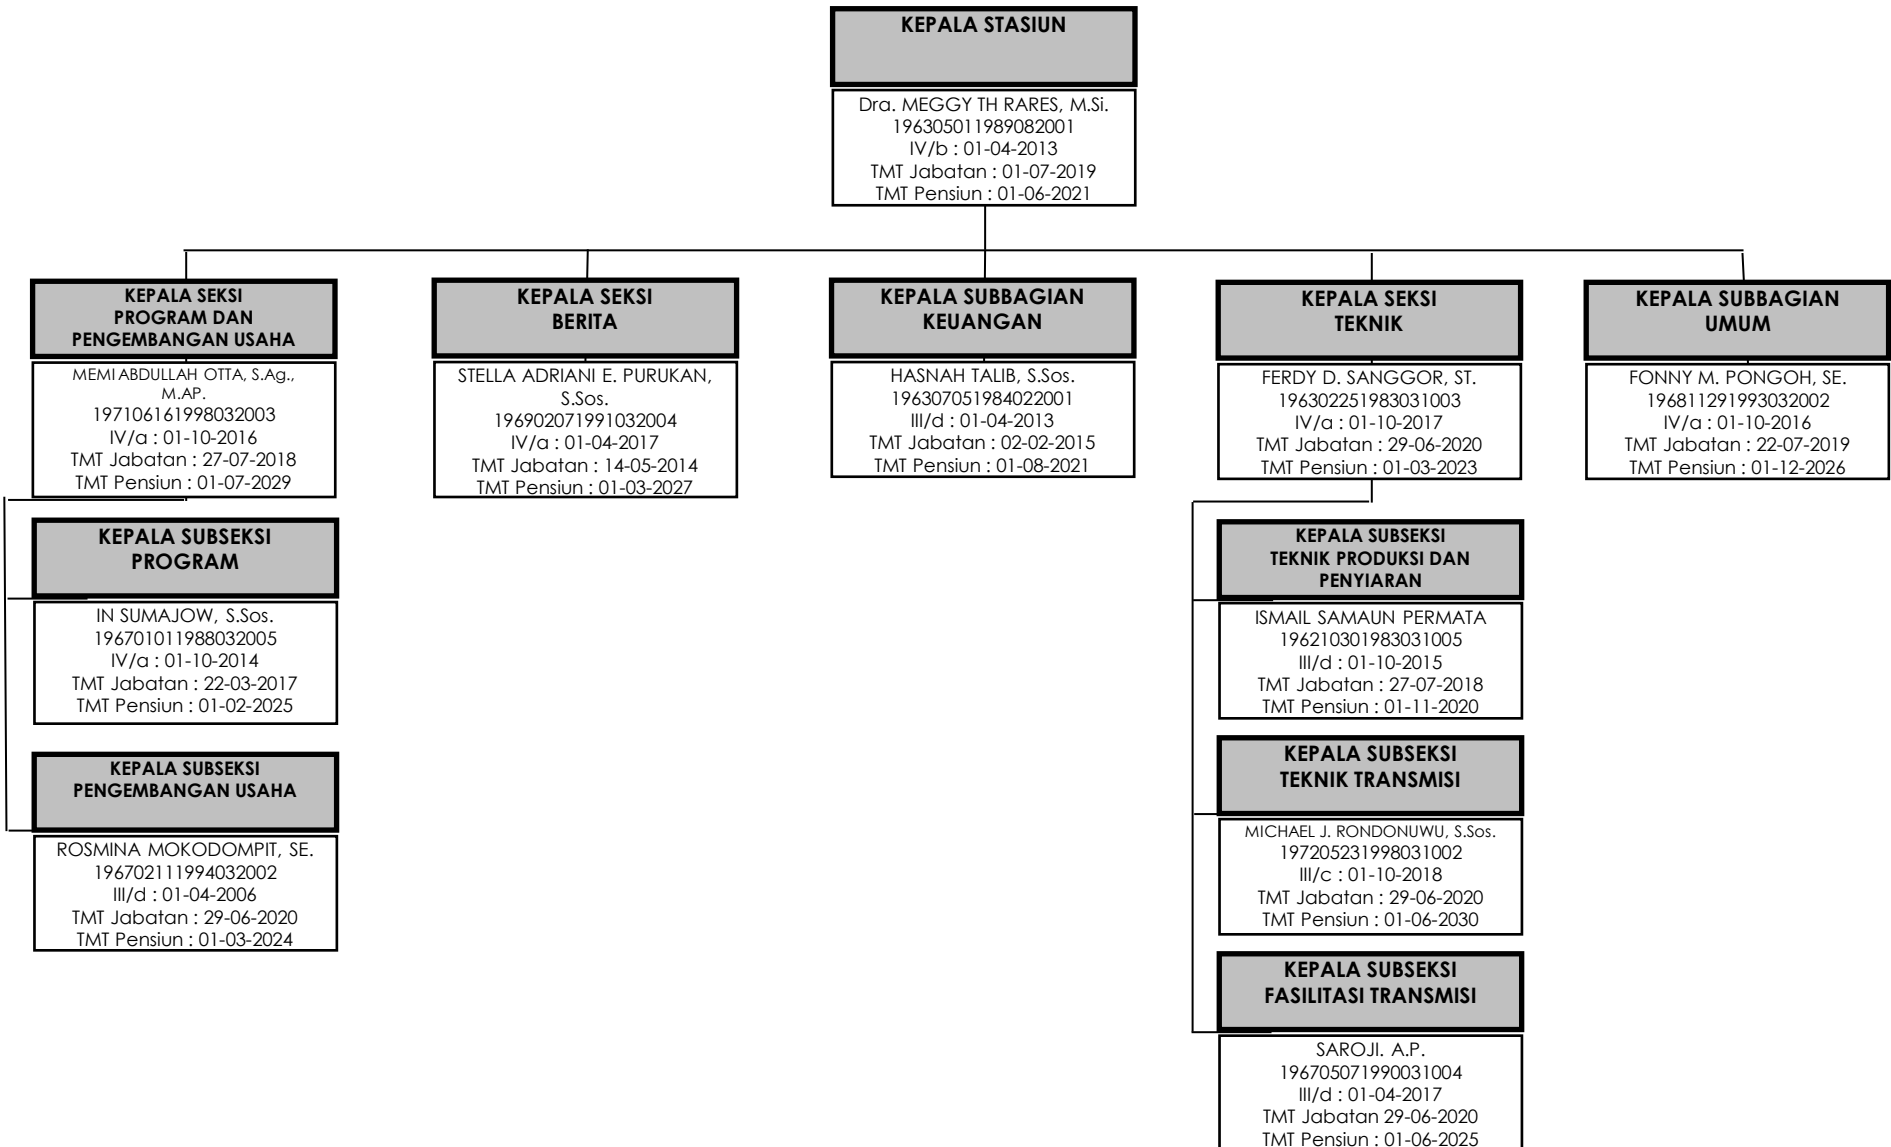 KEPALA STASIUN
Dra. MEGGY TH RARES, M.Si.
196305011989082001
IV/b : 01-04-2013
TMT Jabatan : 01-07-2019
TMT Pensiun : 01-06-2021
KEPALA SEKSI
PROGRAM DAN
PENGEMBANGAN USAHA
MEMI ABDULLAH OTTA, S.Ag.,
M.AP.
197106161998032003
IV/a : 01-10-2016
TMT Jabatan : 27-07-2018
TMT Pensiun : 01-07-2029
KEPALA SUBSEKSI
PROGRAM
IN SUMAJOW, S.Sos.
196701011988032005
IV/a : 01-10-2014
TMT Jabatan : 22-03-2017
TMT Pensiun : 01-02-2025
KEPALA SUBSEKSI
PENGEMBANGAN USAHA
ROSMINA MOKODOMPIT, SE.
196702111994032002
III/d : 01-04-2006
TMT Jabatan : 29-06-2020
TMT Pensiun : 01-03-2024
KEPALA SEKSI
BERITA
STELLA ADRIANI E. PURUKAN,
S.Sos.
196902071991032004
IV/a : 01-04-2017
TMT Jabatan : 14-05-2014
TMT Pensiun : 01-03-2027
KEPALA SUBBAGIAN
KEUANGAN
HASNAH TALIB, S.Sos.
196307051984022001
III/d : 01-04-2013
TMT Jabatan : 02-02-2015
TMT Pensiun : 01-08-2021
KEPALA SEKSI
TEKNIK
FERDY D. SANGGOR, ST.
196302251983031003
IV/a : 01-10-2017
TMT Jabatan : 29-06-2020
TMT Pensiun : 01-03-2023
KEPALA SUBSEKSI
TEKNIK PRODUKSI DAN
PENYIARAN
ISMAIL SAMAUN PERMATA
196210301983031005
III/d : 01-10-2015
TMT Jabatan : 27-07-2018
TMT Pensiun : 01-11-2020
KEPALA SUBSEKSI
TEKNIK TRANSMISI
MICHAEL J. RONDONUWU, S.Sos.
197205231998031002
III/c : 01-10-2018
TMT Jabatan : 29-06-2020
TMT Pensiun : 01-06-2030
KEPALA SUBSEKSI
FASILITASI TRANSMISI
SAROJI. A.P.
196705071990031004
III/d : 01-04-2017
TMT Jabatan 29-06-2020
TMT Pensiun : 01-06-2025
KEPALA SUBBAGIAN
UMUM
FONNY M. PONGOH, SE.
196811291993032002
IV/a : 01-10-2016
TMT Jabatan : 22-07-2019
TMT Pensiun : 01-12-2026